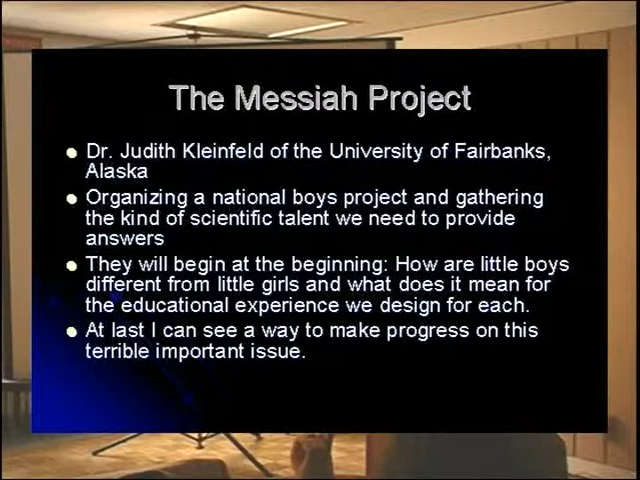 The Messiah Project
Dr. Judith Kleinfeld of the University of Fairbanks,
Alaska
Organizing a national boys project and gathering
the kind of scientific talent we need to provide
answers
They will begin at the beginning: How are little boys
different from little girls and what does it mean for
the educational experience we design for each.
At last I can see a way to make progress on this
terrible important issue.